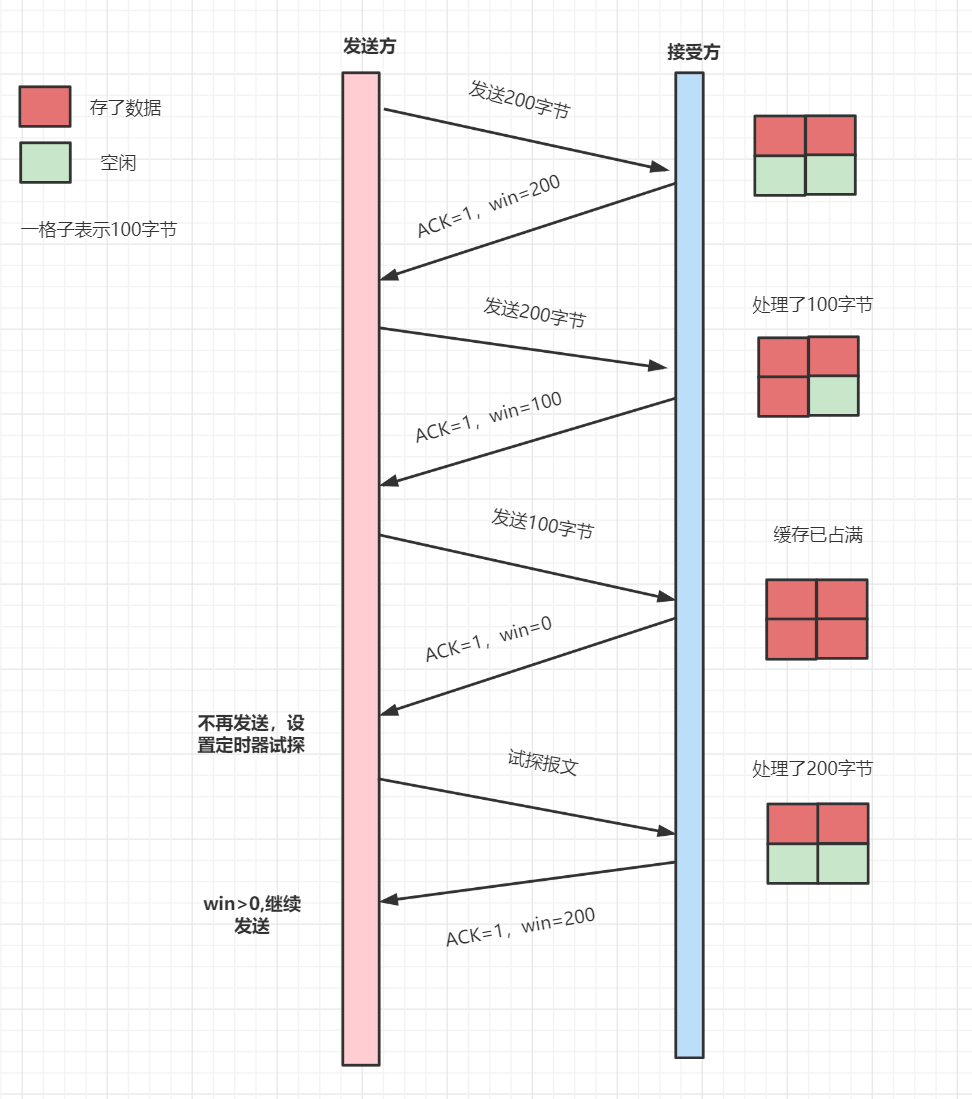 发送方
接受方
存了数据
空闲
一格子表示100字节
发送200字节
ACK=1，win=200
发送200字节
处理了100字节
ACK=1，win=100
发送100字节
缓存已占满
ACK=1，win=0
不再发送，设
置定时器试探
试探报文
处理了200字节
win>0,继续
发送
ACK=1，win=200